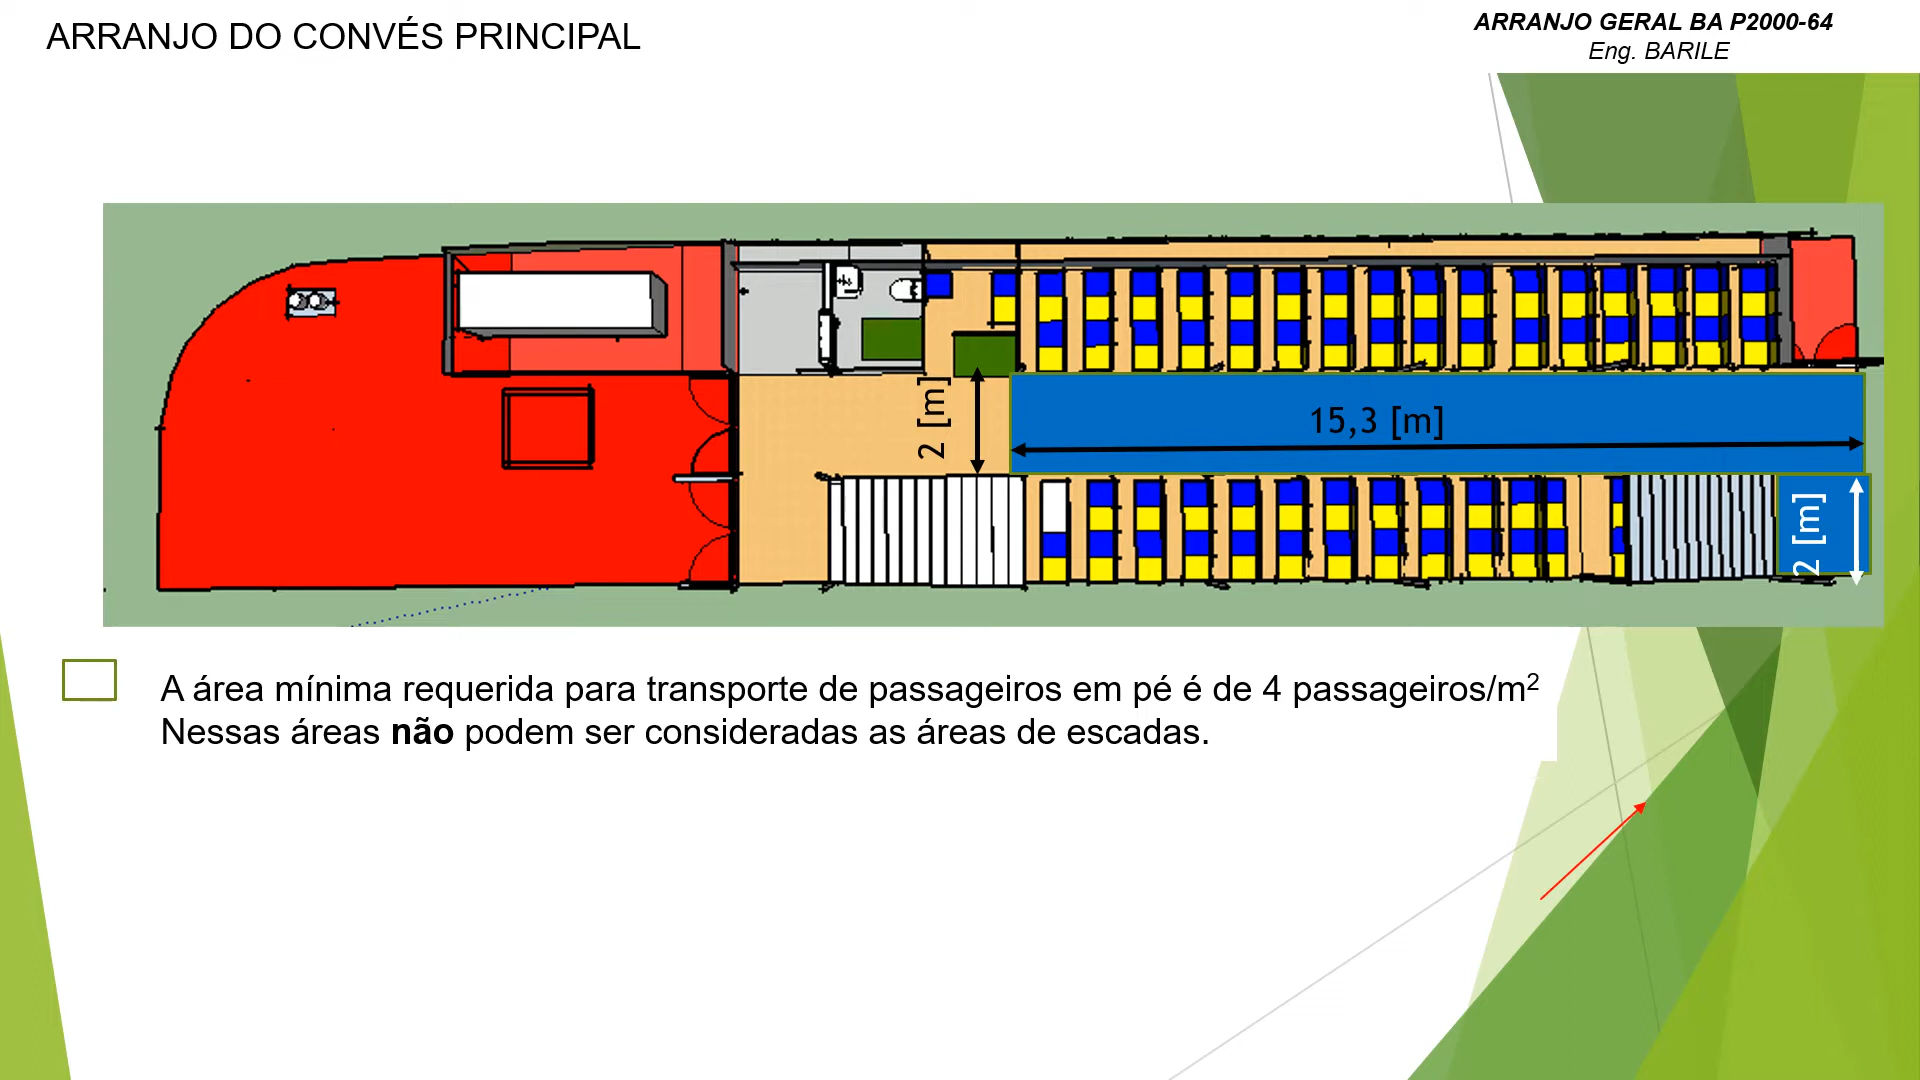 ARRANJO DO CONVÉS PRINCIPAL
ARRANJO GERAL BA P2000-64
Eng. BARILE
2 [m]
15,3 [m]
2 [m]
A área mínima requerida para transporte de passageiros em pé é de 4 passageiros/m²
Nessas áreas não podem ser consideradas as áreas de escadas.